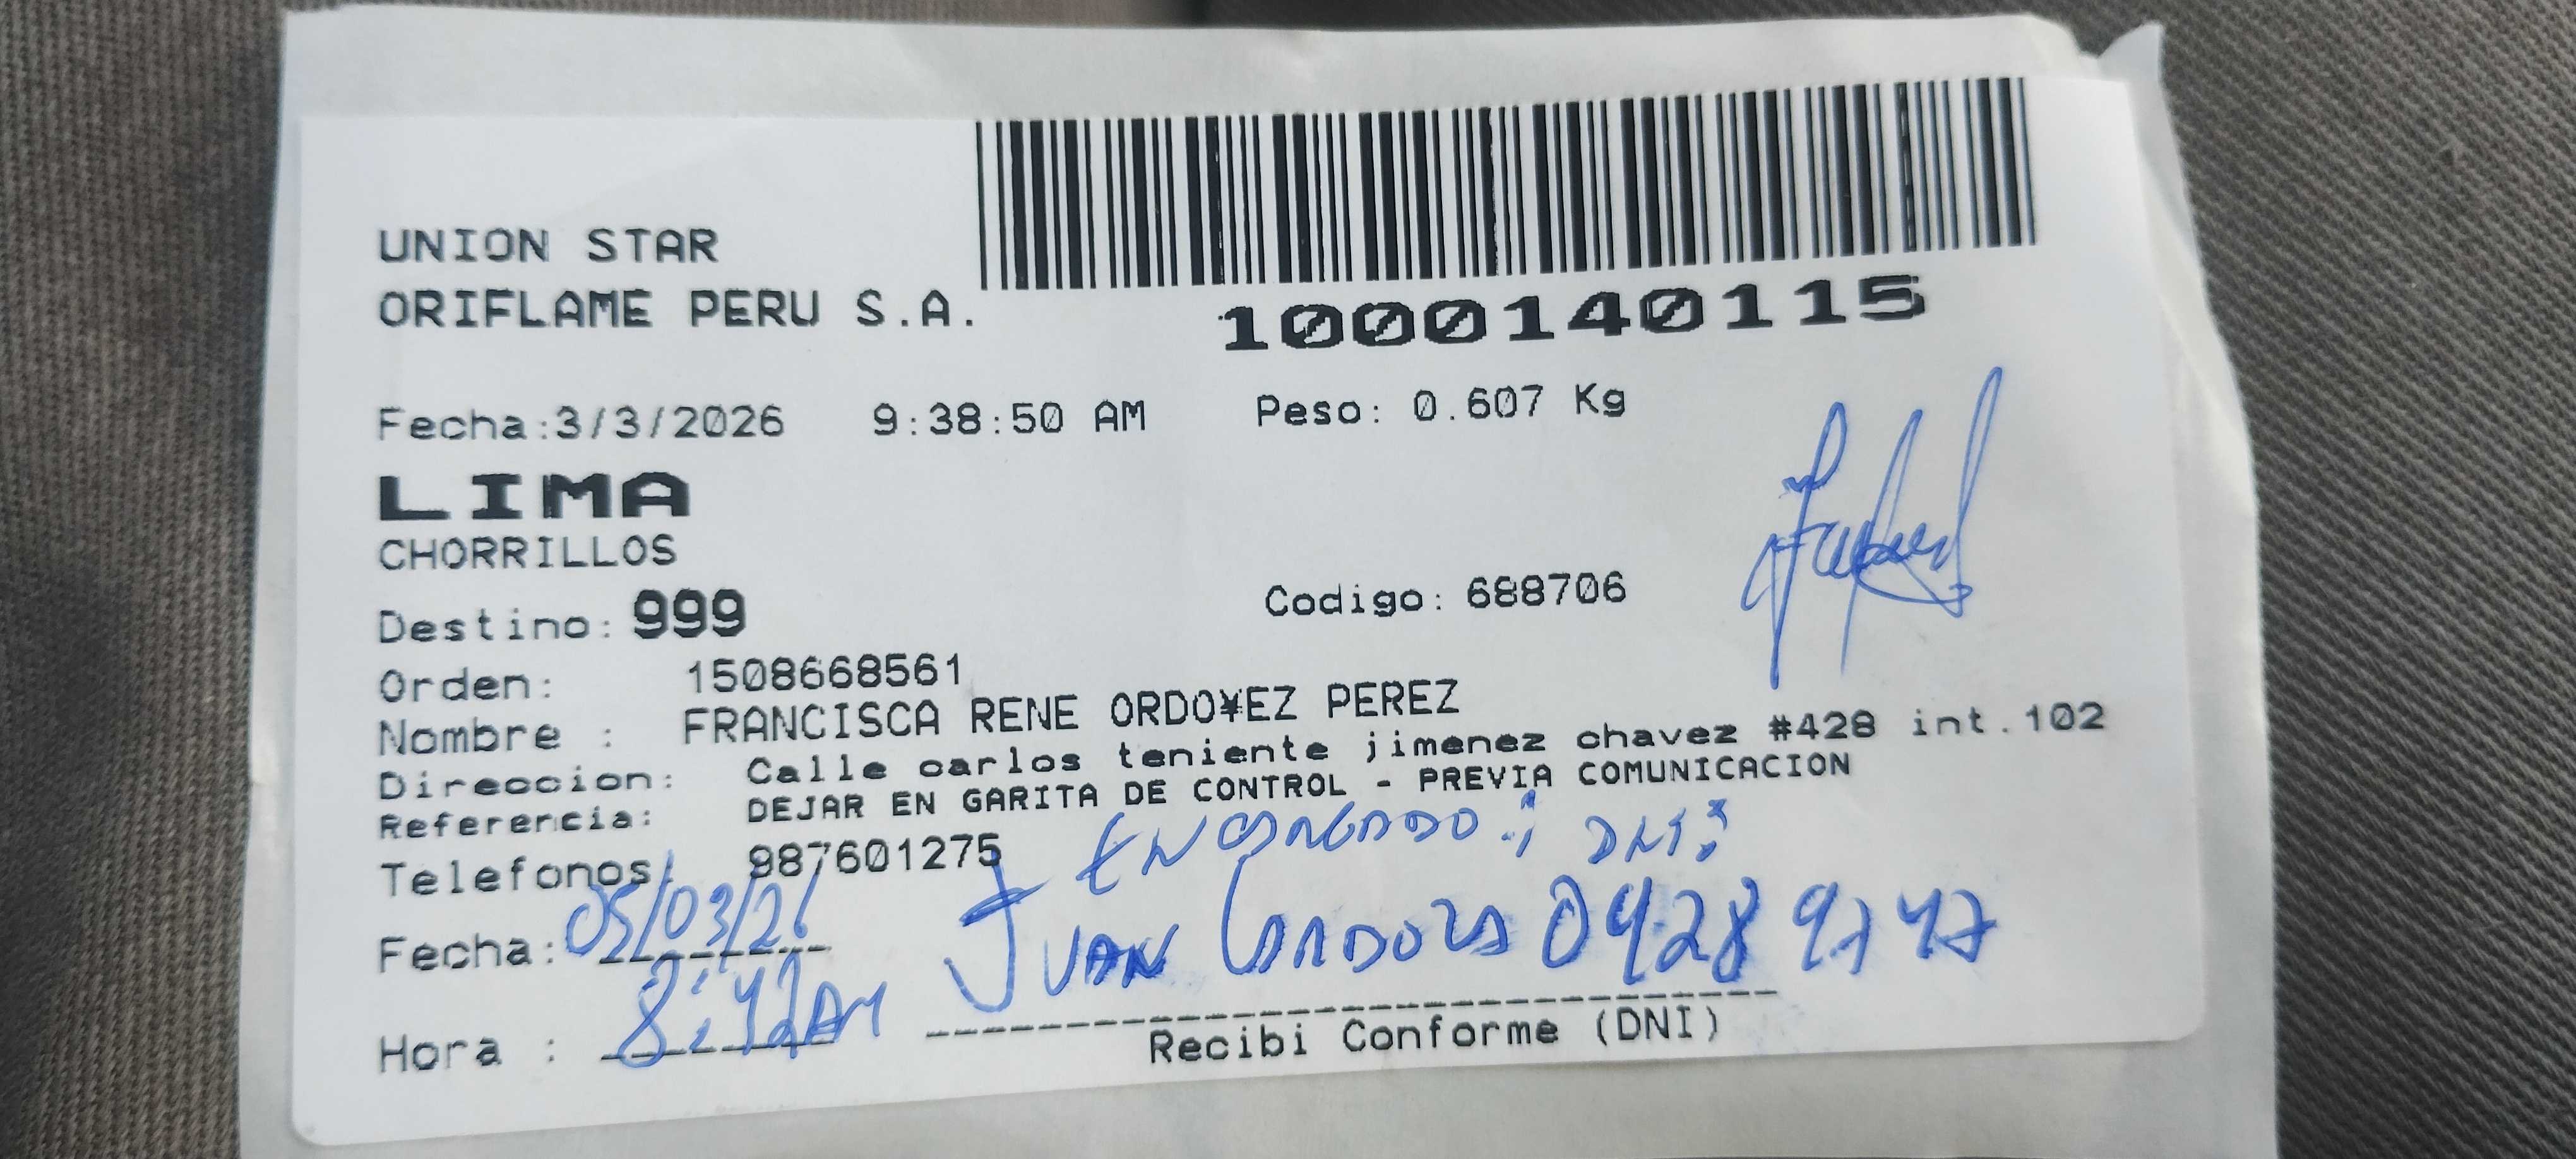 UNION STAR
ORIFLAME PERU S.A.
1000140115
Fecha:3/3/2026 9:38:50 AM Peso: 0.607 Kg
LIMA
CHORRILLOS
Destino: 999 Codigo: 688706
Orden: 1508668561
Nombre : FRANCISCA RENE ORDO¥EZ PEREZ
Direccion: Calle carlos teniente jimenez chavez #428 int.102
Referencia: DEJAR EN GARITA DE CONTROL - PREVIA COMUNICACION
Telefonos: 987601275 ENCARGADO: DNI:
Fecha: 05/03/26 JUAN CARDOZA
Hora : 8:42AM
Recibi Conforme (DNI)